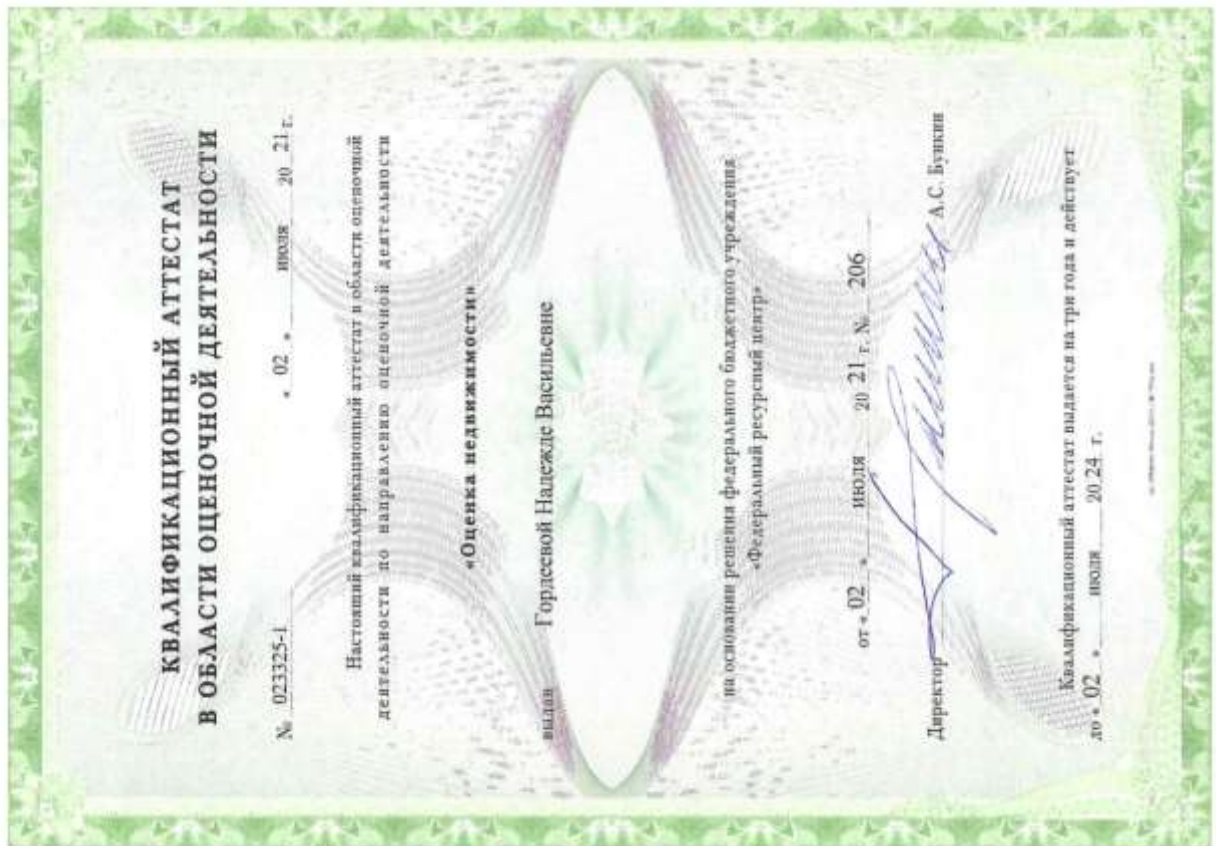 КВАЛИФИКАЦИОННЫЙ АТТЕСТАТ
В ОБЛАСТИ ОЦЕНОЧНОЙ ДЕЯТЕЛЬНОСТИ
№ 023325-1 « 02 » июля 20 21 г.
Настоящий квалификационный аттестат в области оценочной
деятельности по направлению оценочной деятельности
«Оценка недвижимости»
выдан Гордеевой Надежде Васильевне
на основании решения федерального бюджетного учреждения
«Федеральный ресурсный центр»
от « 02 » июля 20 21 г. № 206
Директор А.С. Бункин
Квалификационный аттестат выдается на три года и действует
до « 02 » июля 20 24 г.